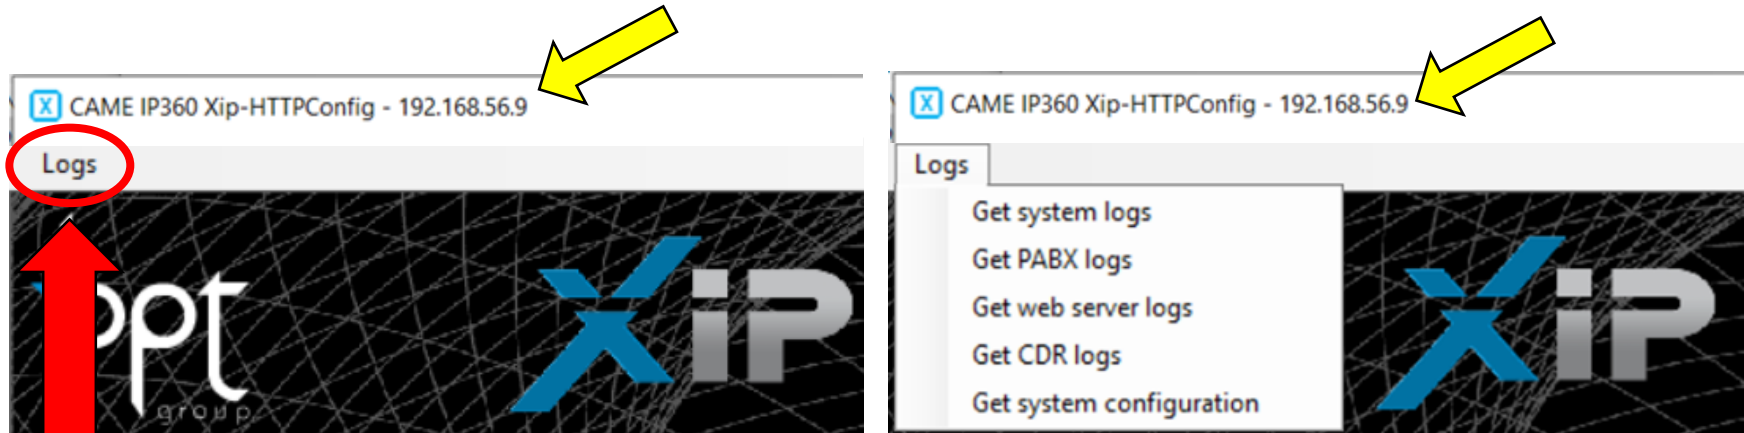 CAME IP360 Xip-HTTPConfig - 192.168.56.9
Logs
ppt
group
XiP
CAME IP360 Xip-HTTPConfig - 192.168.56.9
Logs
Get system logs
Get PABX logs
Get web server logs
Get CDR logs
Get system configuration
XiP